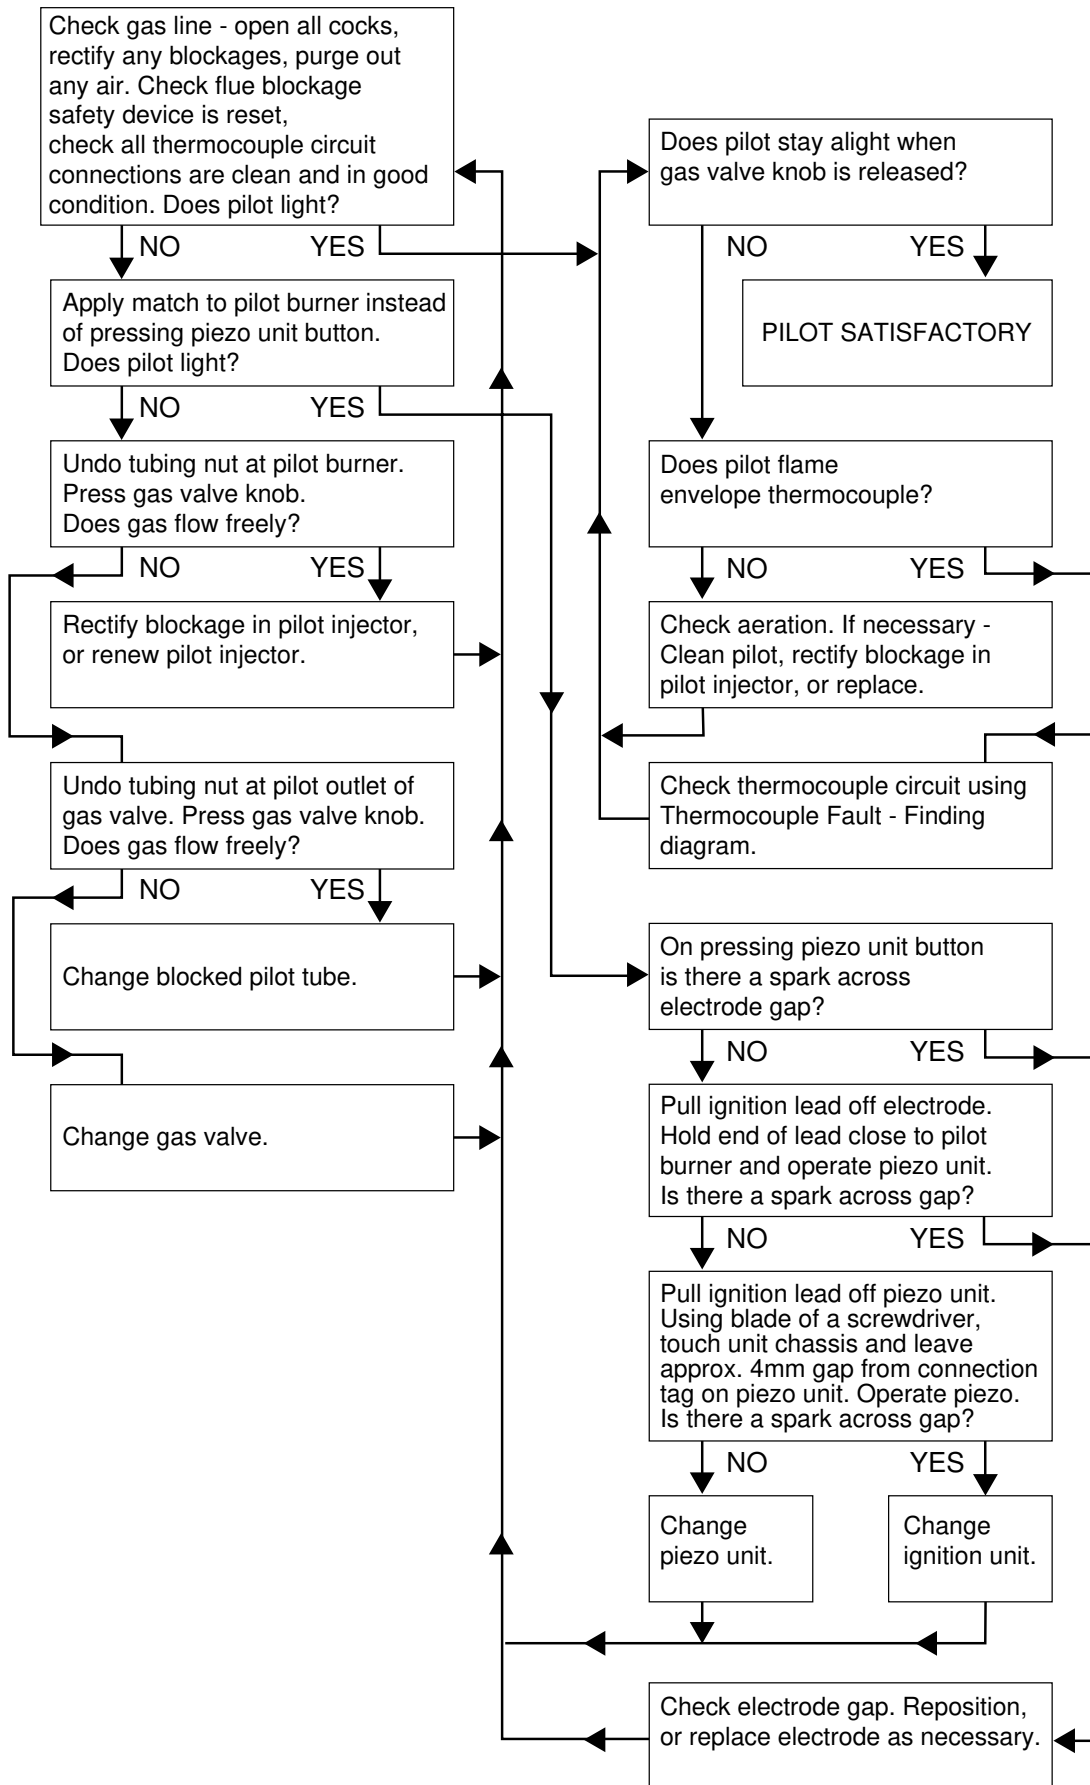 Check gas line - open all cocks,
rectify any blockages, purge out
any air. Check flue blockage
safety device is reset,
check all thermocouple circuit
connections are clean and in good
condition. Does pilot light?
NO
YES
Apply match to pilot burner instead
of pressing piezo unit button.
Does pilot light?
NO
YES
Undo tubing nut at pilot burner.
Press gas valve knob.
Does gas flow freely?
NO
YES
Rectify blockage in pilot injector,
or renew pilot injector.
Undo tubing nut at pilot outlet of
gas valve. Press gas valve knob.
Does gas flow freely?
NO
YES
Change blocked pilot tube.
Change gas valve.
Does pilot stay alight when
gas valve knob is released?
NO
YES
PILOT SATISFACTORY
Does pilot flame
envelope thermocouple?
NO
YES
Check aeration. If necessary -
Clean pilot, rectify blockage in
pilot injector, or replace.
Check thermocouple circuit using
Thermocouple Fault - Finding
diagram.
On pressing piezo unit button
is there a spark across
electrode gap?
NO
YES
Pull ignition lead off electrode.
Hold end of lead close to pilot
burner and operate piezo unit.
Is there a spark across gap?
NO
YES
Pull ignition lead off piezo unit.
Using blade of a screwdriver,
touch unit chassis and leave
approx. 4mm gap from connection
tag on piezo unit. Operate piezo.
Is there a spark across gap?
NO
YES
Change
piezo unit.
Change
ignition unit.
Check electrode gap. Reposition,
or replace electrode as necessary.